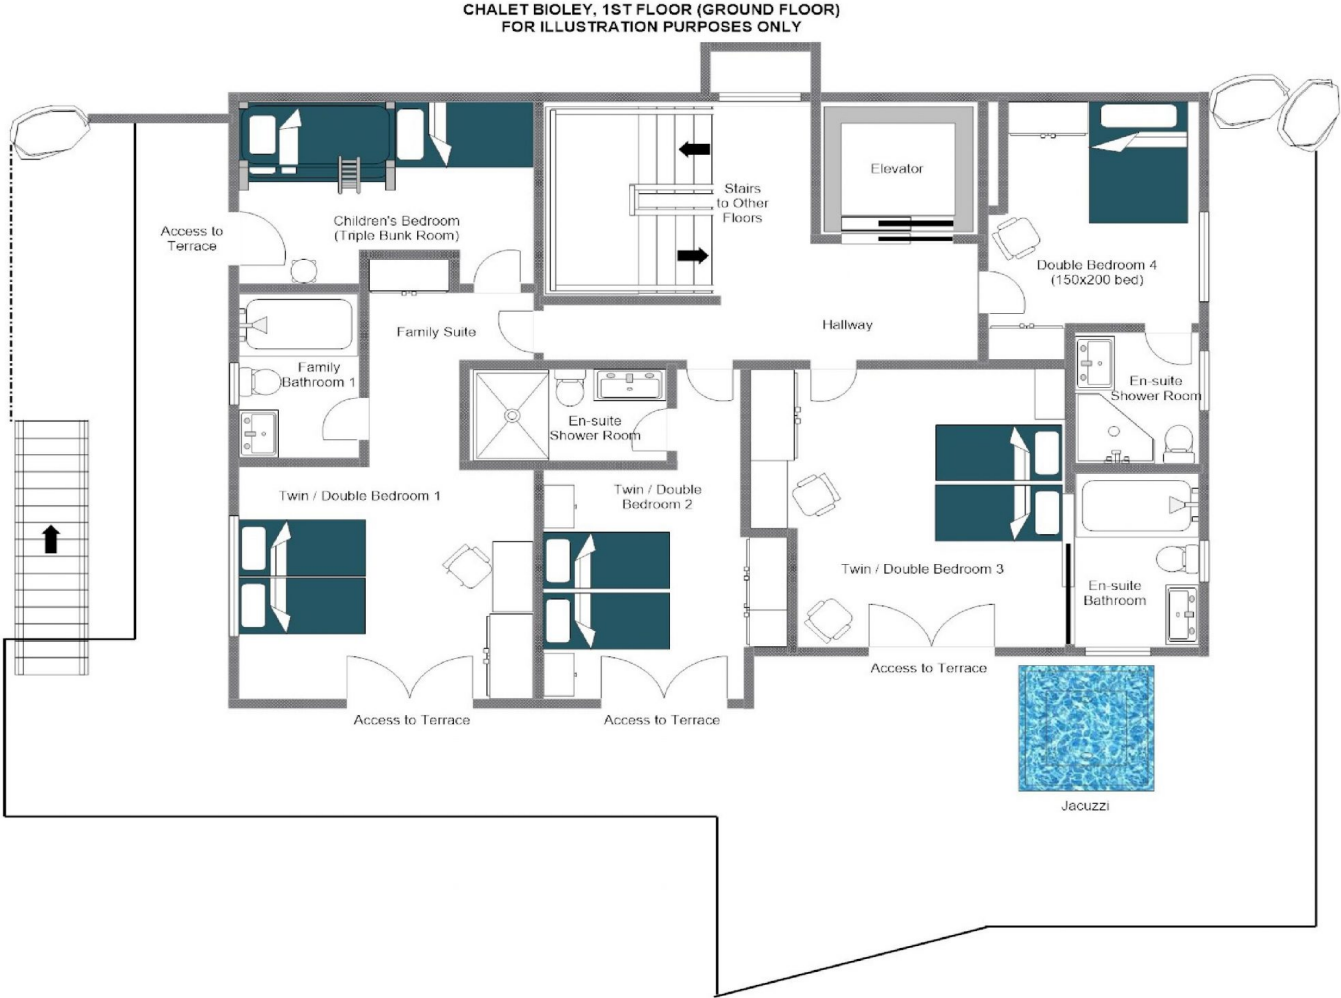 CHALET BIOLEY, 1ST FLOOR (GROUND FLOOR)
FOR ILLUSTRATION PURPOSES ONLY
Access to
Terrace
Children's Bedroom
(Triple Bunk Room)
Stairs
to Other
Floors
Elevator
Double Bedroom 4
(150x200 bed)
Family Suite
Hallway
Family
Bathroom 1
En-suite
Shower Room
En-suite
Shower Room
Twin / Double Bedroom 1
Twin / Double
Bedroom 2
Twin / Double Bedroom 3
En-suite
Bathroom
Access to Terrace
Access to Terrace
Access to Terrace
Jacuzzi